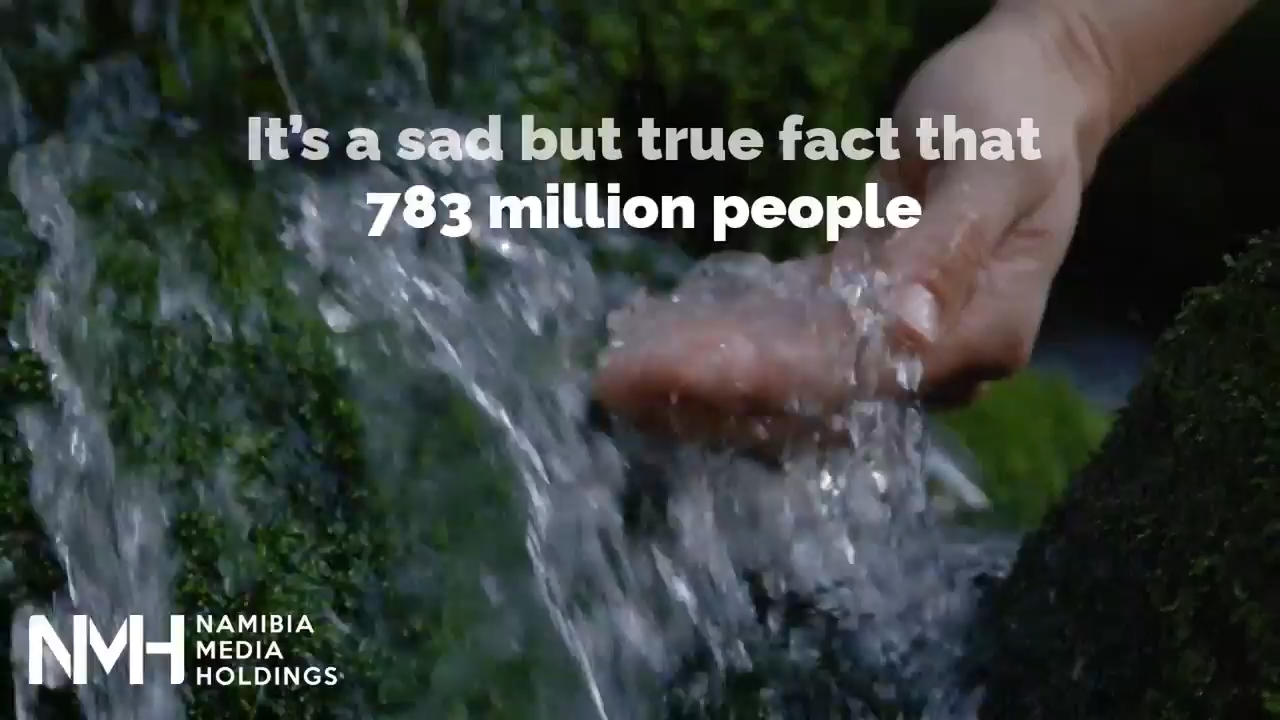 It's a sad but true fact that
783 million people
NMH NAMIBIA
MEDIA
HOLDINGS